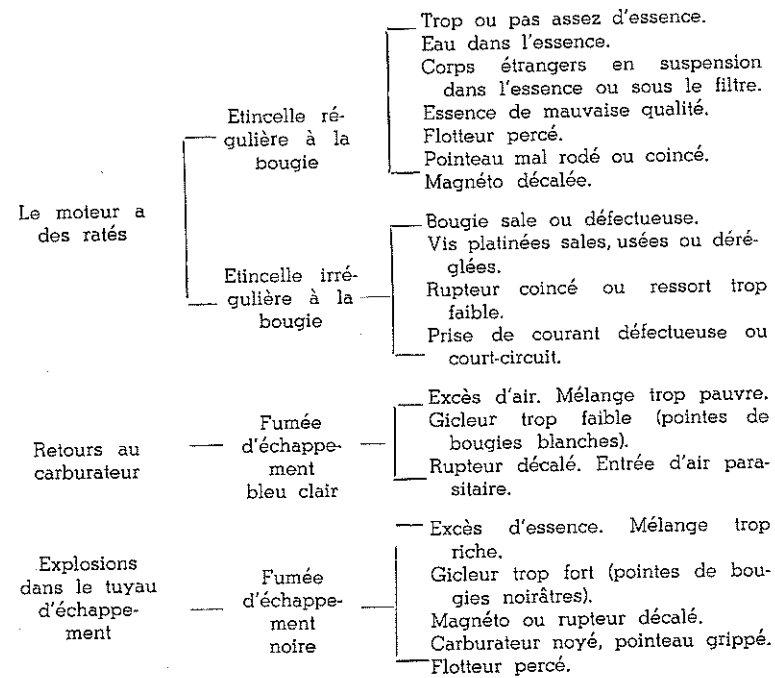 Le moteur a
des ratés
Etincelle ré-
gulière à la
bougie
Trop ou pas assez d'essence.
Eau dans l'essence.
Corps étrangers en suspension
dans l'essence ou sous le filtre.
Essence de mauvaise qualité.
Flotteur percé.
Pointeau mal rodé ou coincé.
Magnéto décalée.
Etincelle irré-
gulière à la
bougie
Bougie sale ou défectueuse.
Vis platinées sales, usées ou déré-
glées.
Rupteur coincé ou ressort trop
faible.
Prise de courant défectueuse ou
court-circuit.
Retours au
carburateur
Fumée
d'échappe-
ment
bleu clair
Excès d'air. Mélange trop pauvre.
Gicleur trop faible (pointes de
bougies blanches).
Rupteur décalé. Entrée d'air para-
sitaire.
Explosions
dans le tuyau
d'échappe-
ment
Fumée
d'échappe-
ment
noire
Excès d'essence. Mélange trop
riche.
Gicleur trop fort (pointes de bou-
gies noirâtres).
Magnéto ou rupteur décalé.
Carburateur noyé, pointeau grippé.
Flotteur percé.